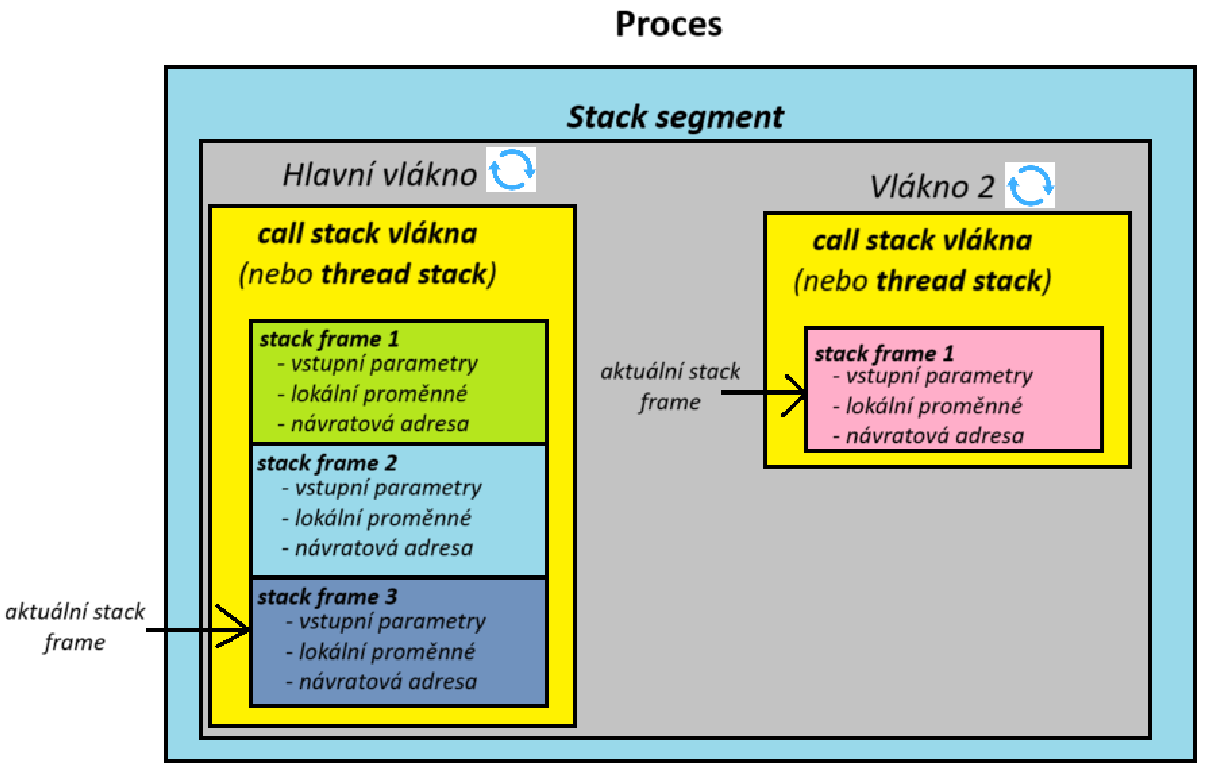 Proces
Stack segment
Hlavní vlákno
call stack vlákna
(nebo thread stack)
stack frame 1
- vstupní parametry
- lokální proměnné
- návratová adresa
stack frame 2
- vstupní parametry
- lokální proměnné
- návratová adresa
stack frame 3
- vstupní parametry
- lokální proměnné
- návratová adresa
aktuální stack
frame
Vlákno 2
call stack vlákna
(nebo thread stack)
stack frame 1
- vstupní parametry
- lokální proměnné
- návratová adresa
aktuální stack
frame